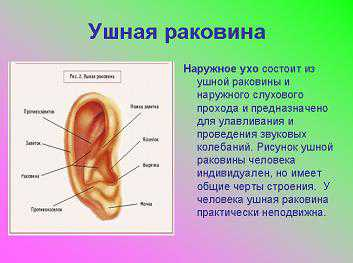 Ушная раковина
Рис. 2. Ушная раковина
Противозавиток
Ножка завитка
Завиток
Козелок
Раковина
Вырезка
Противокозелок
Мочка
Наружное ухо состоит из
ушной раковины и
наружного слухового
прохода и предназначено
для улавливания и
проведения звуковых
колебаний. Рисунок ушной
раковины человека
индивидуален, но имеет
общие черты строения. У
человека ушная раковина
практически неподвижна.